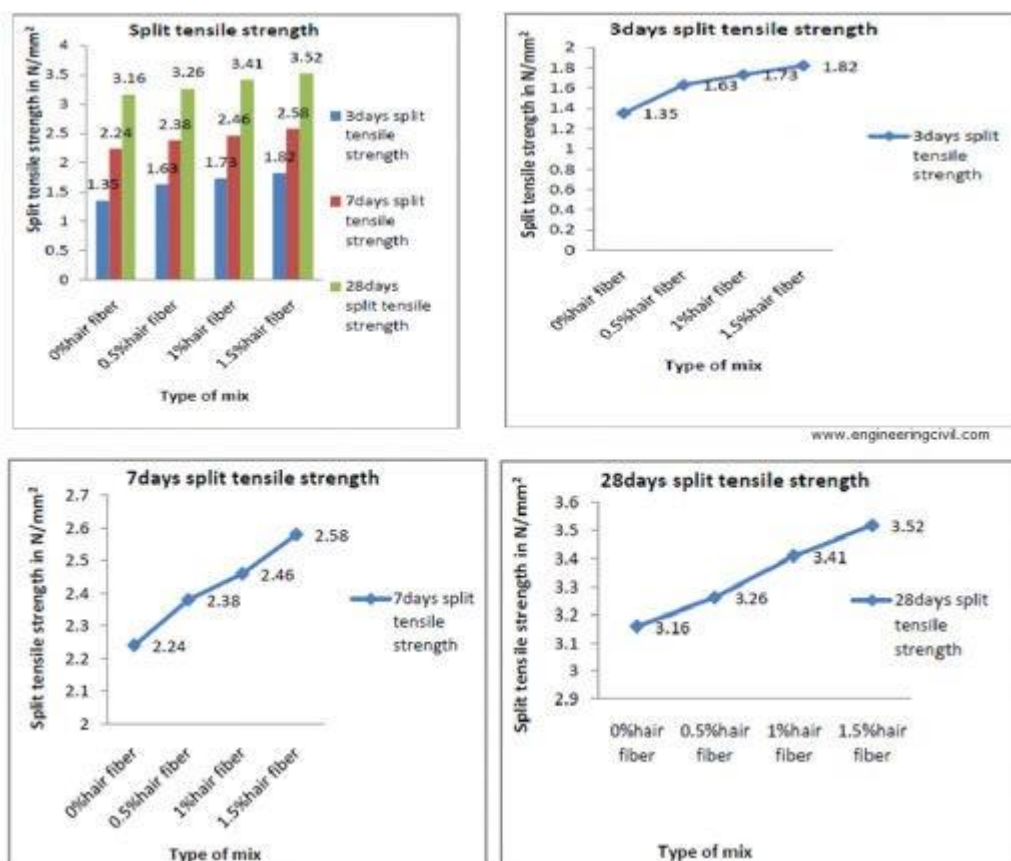 Split tensile strength
Split tensile strength in N/mm²
4
3.5
3
2.5
2
1.5
1
0.5
0
3.16
3.26
3.41
3.52
2.24
2.38
2.46
2.58
1.35
1.63
1.73
1.82
0%hair fiber
0.5%hair fiber
1%hair fiber
1.5%hair fiber
Type of mix
3days split
tensile
strength
7days split
tensile
strength
28days
split tensile
strength
3days split tensile strength
Split tensile strength in N/mm²
2
1.8
1.6
1.4
1.2
1
0.8
0.6
0.4
0.2
0
1.35
1.63
1.73
1.82
0%hair fiber
0.5%hair fiber
1%hair fiber
1.5%hair fiber
Type of mix
3days split
tensile
strength
www.engineeringcivil.com
7days split tensile strength
Split tensile strength in N/mm²
2.7
2.6
2.5
2.4
2.3
2.2
2.1
2
2.24
2.38
2.46
2.58
0%hair fiber
0.5%hair fiber
1%hair fiber
1.5%hair fiber
Type of mix
7days split
tensile
strength
28days split tensile strength
Split tensile strength in N/mm²
3.6
3.5
3.4
3.3
3.2
3.1
3
2.9
3.16
3.26
3.41
3.52
0%hair
fiber
0.5%hair
fiber
1%hair
fiber
1.5%hair
fiber
Type of mix
28days split
tensile
strength